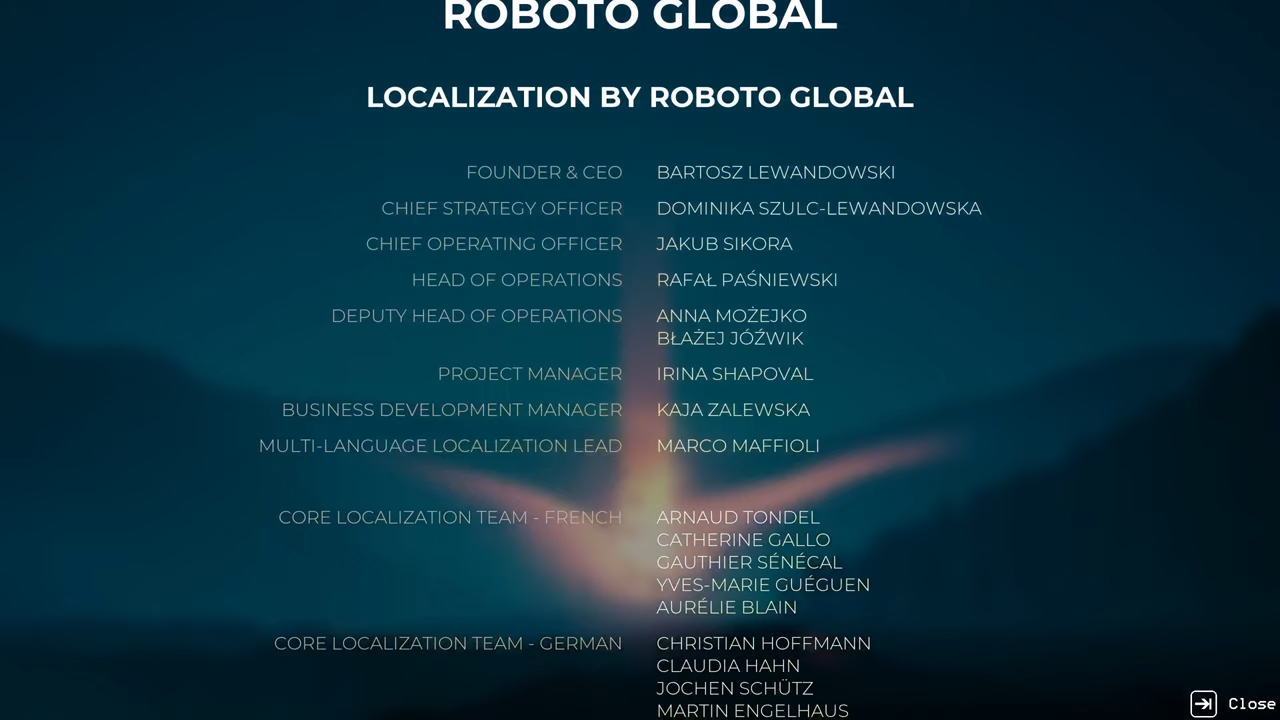 ROBOTO GLOBAL
LOCALIZATION BY ROBOTO GLOBAL
FOUNDER & CEO BARTOSZ LEWANDOWSKI
CHIEF STRATEGY OFFICER DOMINIKA SZULC-LEWANDOWSKA
CHIEF OPERATING OFFICER JAKUB SIKORA
HEAD OF OPERATIONS RAFAŁ PAŚNIEWSKI
DEPUTY HEAD OF OPERATIONS ANNA MOŻEJKO
BŁAŻEJ JÓŹWIK
PROJECT MANAGER IRINA SHAPOVAL
BUSINESS DEVELOPMENT MANAGER KAJA ZALEWSKA
MULTI-LANGUAGE LOCALIZATION LEAD MARCO MAFFIOLI
CORE LOCALIZATION TEAM - FRENCH ARNAUD TONDEL
CATHERINE GALLO
GAUTHIER SÉNÉCAL
YVES-MARIE GUÉGUEN
AURÉLIE BLAIN
CORE LOCALIZATION TEAM - GERMAN CHRISTIAN HOFFMANN
CLAUDIA HAHN
JOCHEN SCHÜTZ
MARTIN ENGELHAUS
Close